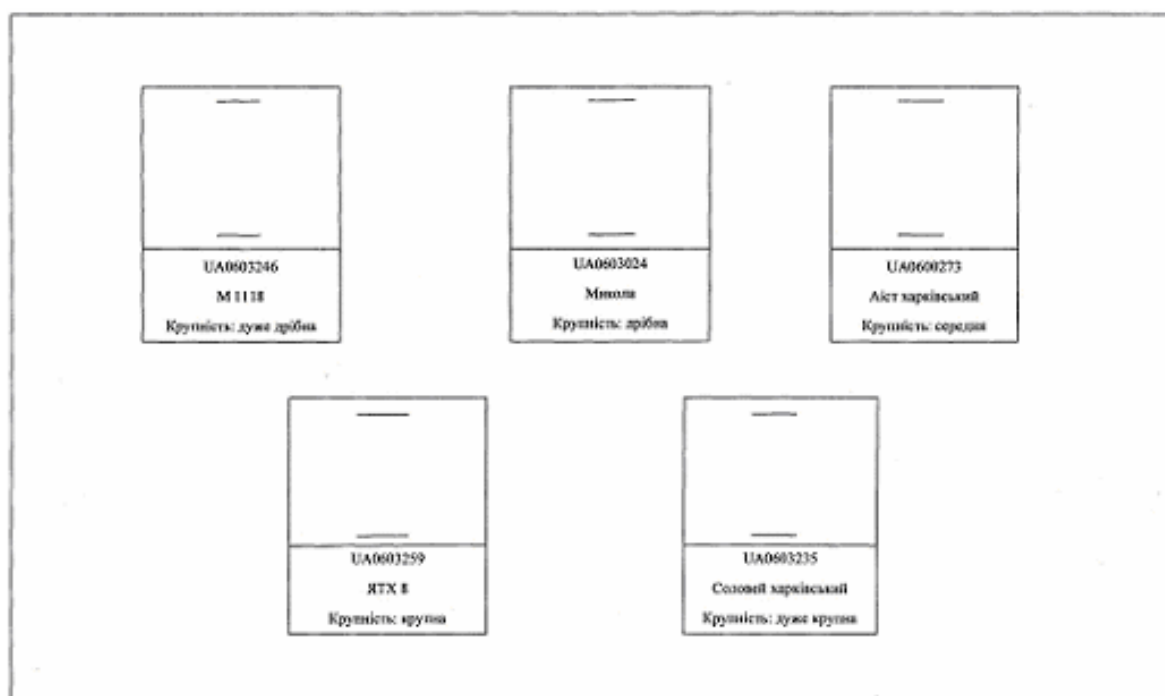 UA0603246
М 1118
Крупність: дуже дрібна
UA0603024
Микола
Крупність: дрібна
UA0600273
Аіст харківський
Крупність: середня
UA0603259
ЯТХ 8
Крупність: крупна
UA0603235
Соловей харківський
Крупність: дуже крупна